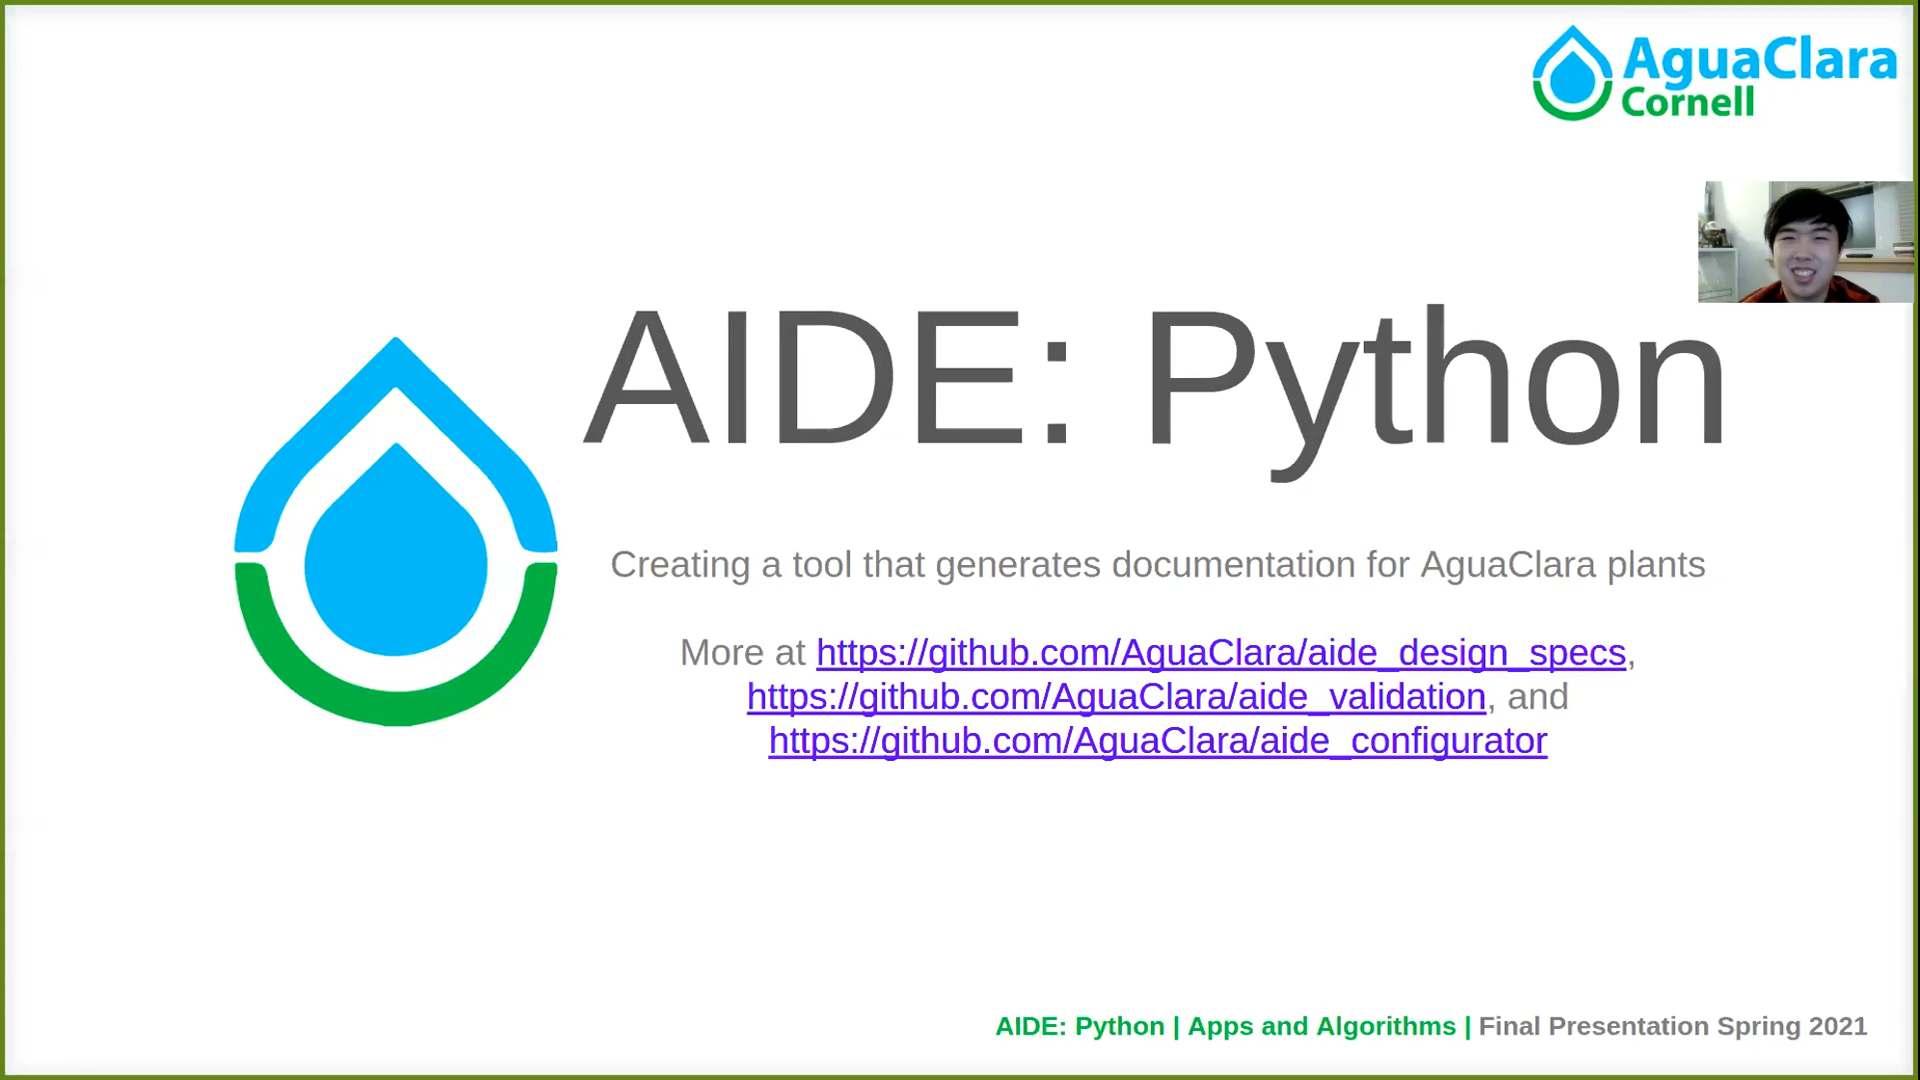 AguaClara
Cornell
AIDE: Python
Creating a tool that generates documentation for AguaClara plants
More at https://github.com/AguaClara/aide_design_specs,
https://github.com/AguaClara/aide_validation, and
https://github.com/AguaClara/aide_configurator
AIDE: Python | Apps and Algorithms | Final Presentation Spring 2021